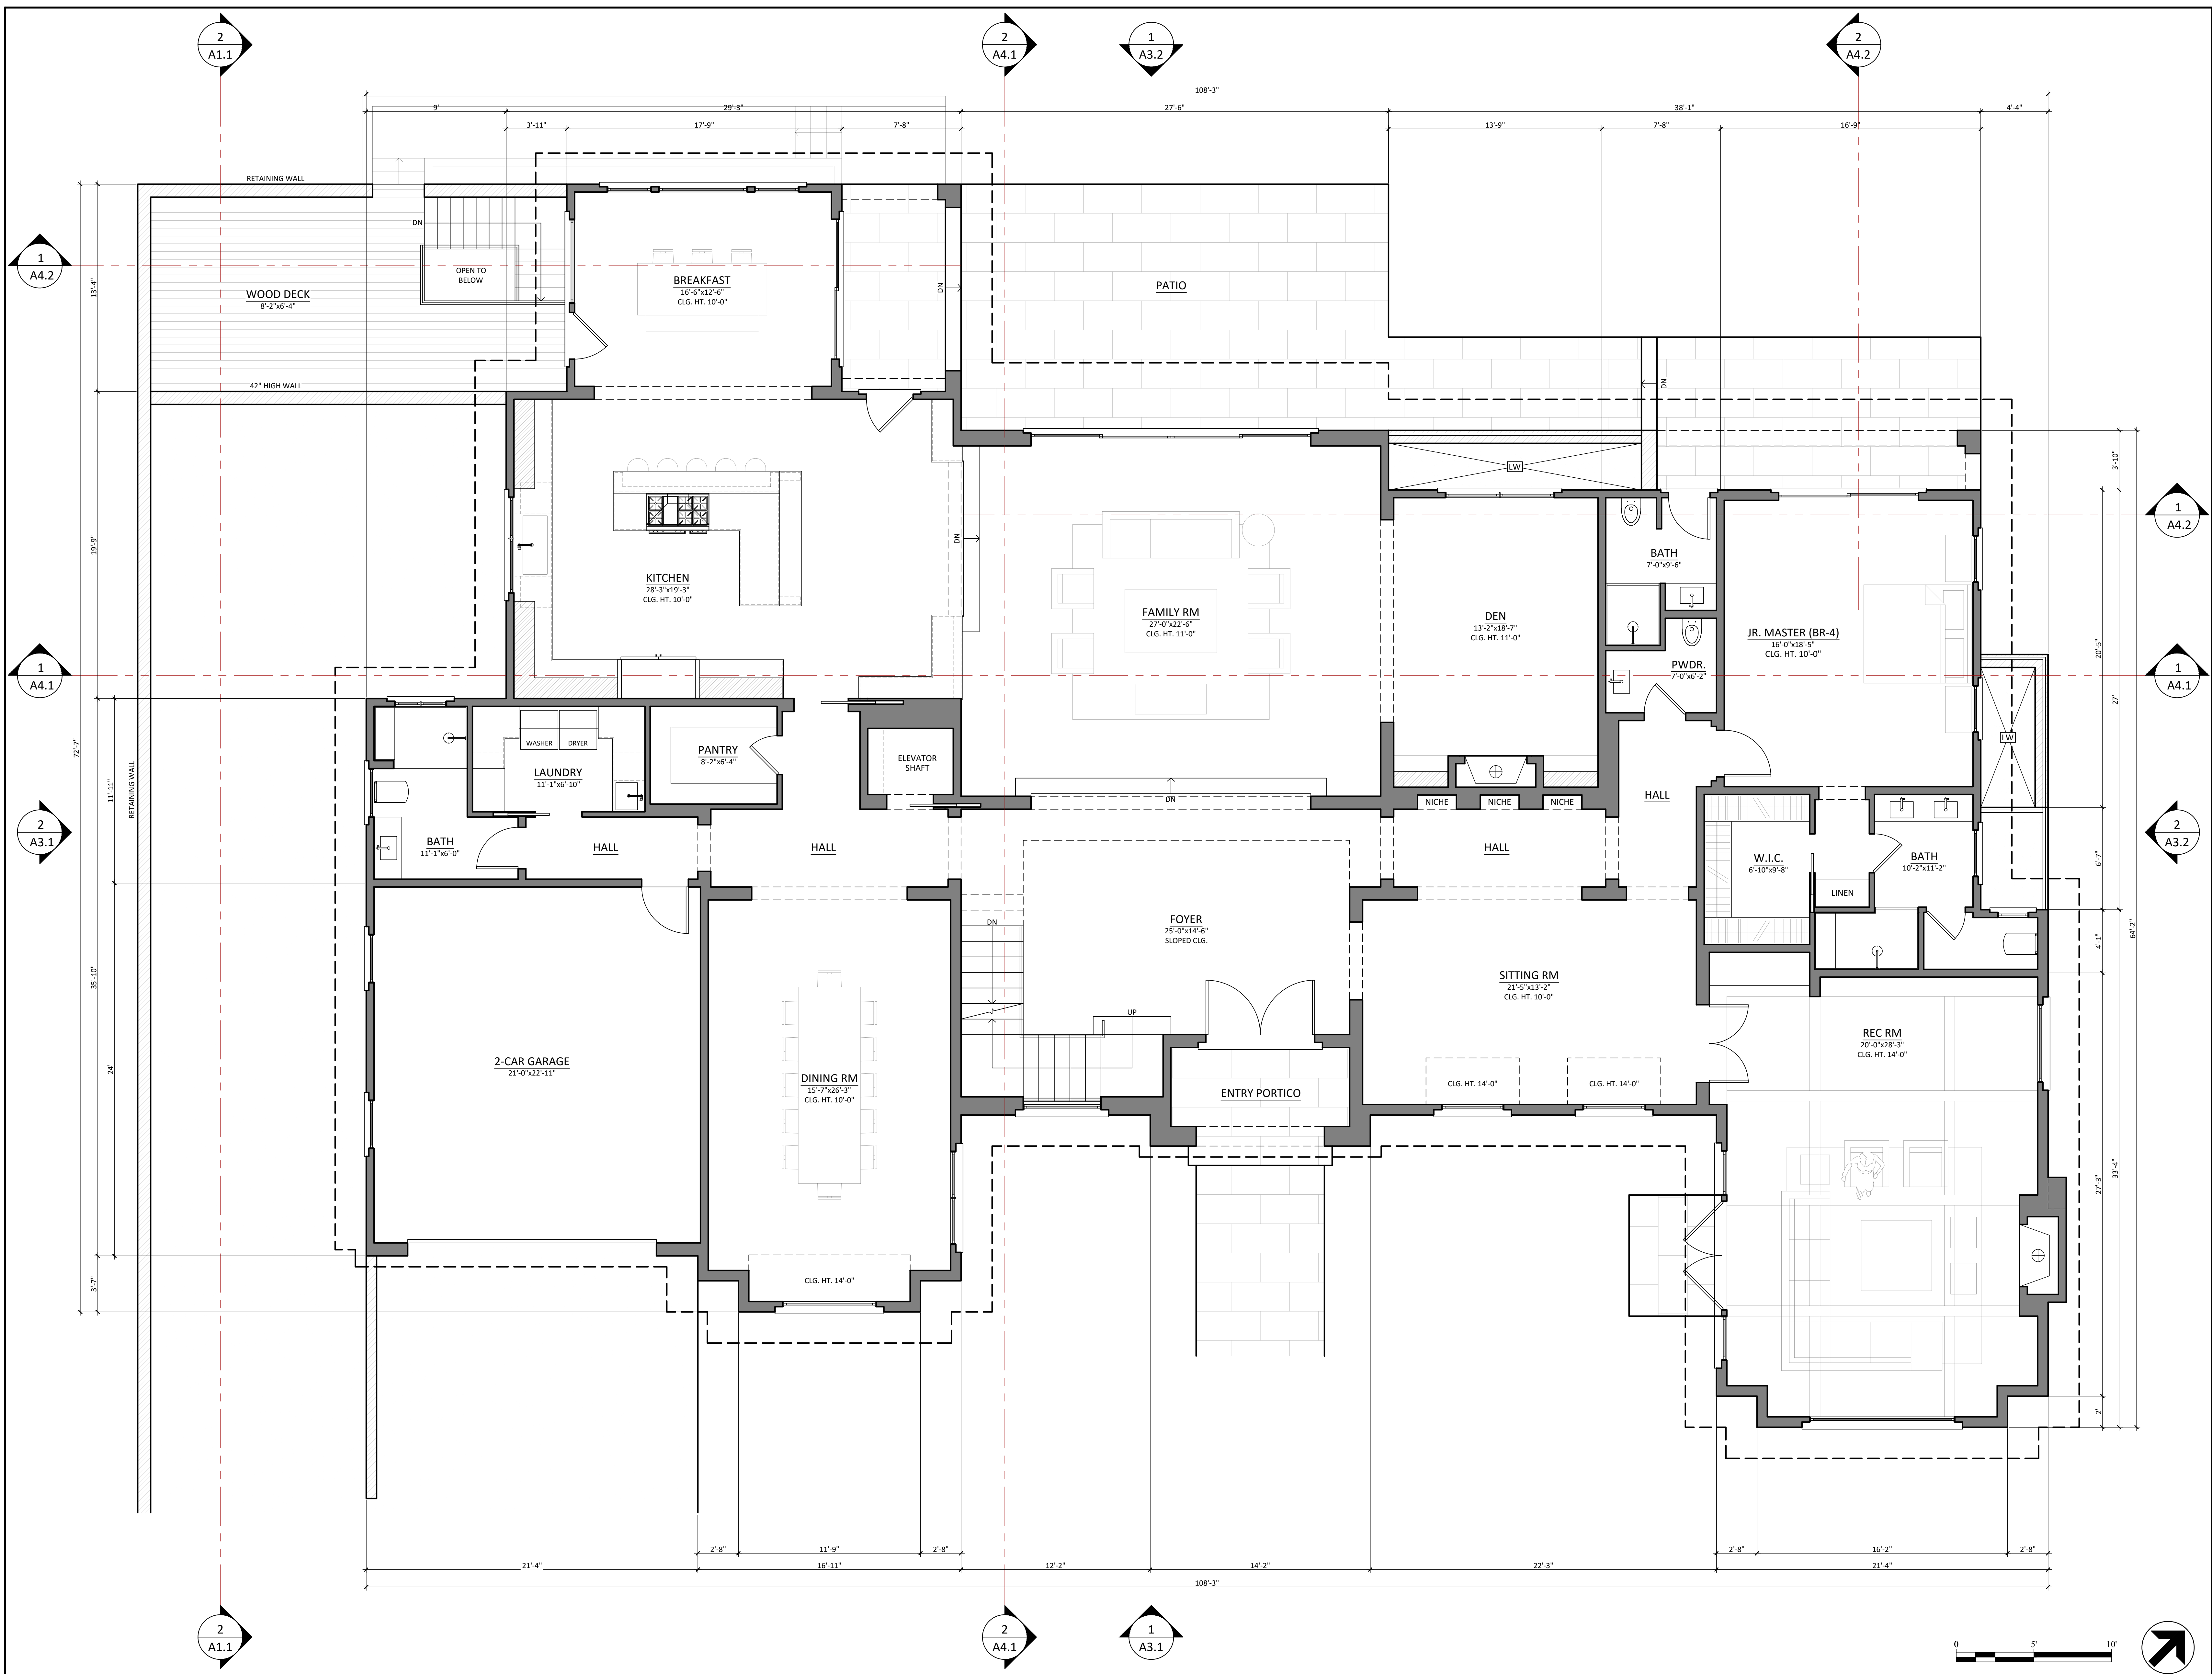 2
A1.1
2
A4.1
1
A3.2
2
A4.2
108'-3"
9'
29'-3"
27'-6"
38'-1"
4'-4"
3'-11"
17'-9"
7'-8"
13'-9"
7'-8"
16'-9"
RETAINING WALL
DN
OPEN TO
BELOW
WOOD DECK
8'-2"x6'-4"
42" HIGH WALL
BREAKFAST
16'-6"x12'-6"
CLG. HT. 10'-0"
DN
PATIO
DN
1
A4.2
13'-4"
LW
3'-10"
1
A4.2
19'-9"
KITCHEN
28'-3"x19'-3"
CLG. HT. 10'-0"
DN
FAMILY RM
27'-0"x22'-6"
CLG. HT. 11'-0"
DEN
13'-2"x18'-7"
CLG. HT. 11'-0"
BATH
7'-0"x9'-6"
PWDR.
7'-0"x6'-2"
JR. MASTER (BR-4)
16'-0"x18'-5"
CLG. HT. 10'-0"
20'-5"
27'
1
A4.1
1
A4.1
LW
72'-7"
RETAINING WALL
11'-11"
WASHER
DRYER
LAUNDRY
11'-1"x6'-10"
PANTRY
8'-2"x6'-4"
ELEVATOR
SHAFT
DN
NICHE
NICHE
NICHE
HALL
2
A3.1
BATH
11'-1"x6'-0"
HALL
HALL
HALL
W.I.C.
6'-10"x9'-8"
LINEN
BATH
10'-2"x11'-2"
6'-7"
2
A3.2
4'-1"
64'-2"
DN
FOYER
25'-0"x14'-6"
SLOPED CLG.
UP
35'-10"
24'
2-CAR GARAGE
21'-0"x22'-11"
DINING RM
15'-7"x26'-3"
CLG. HT. 10'-0"
ENTRY PORTICO
SITTING RM
21'-5"x13'-2"
CLG. HT. 10'-0"
CLG. HT. 14'-0"
CLG. HT. 14'-0"
REC RM
20'-0"x28'-3"
CLG. HT. 14'-0"
27'-3"
33'-4"
3'-7"
CLG. HT. 14'-0"
2'
2'-8"
11'-9"
2'-8"
2'-8"
16'-2"
2'-8"
21'-4"
16'-11"
12'-2"
14'-2"
22'-3"
21'-4"
108'-3"
2
A1.1
2
A4.1
1
A3.1
0
5'
10'